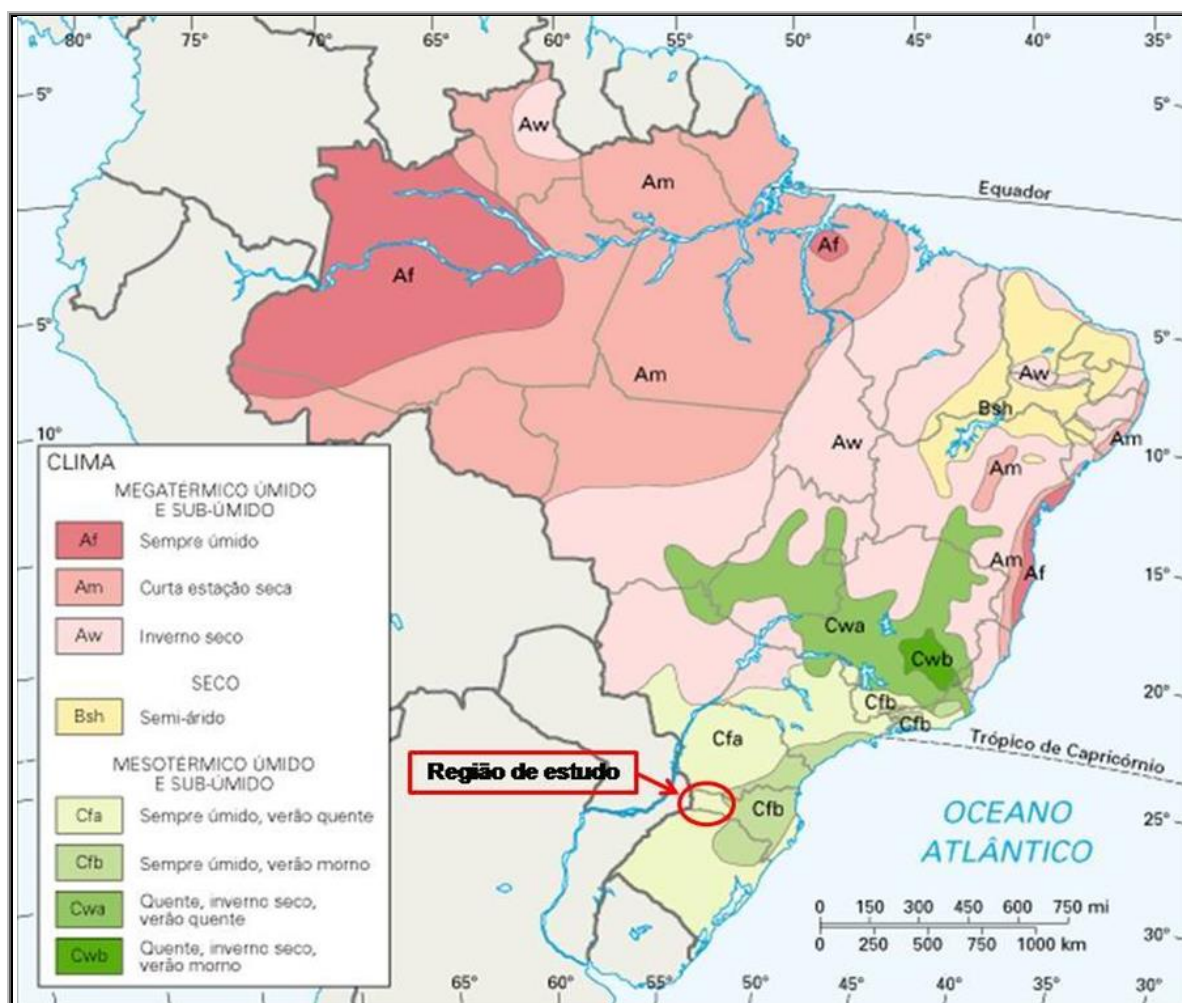 80° 75° 70° 65° 60° 55° 50° 45° 40° 35°
5° 5°
Aw
Am
Equador
Af
Af
5° 5°
Am
Aw
Bsh
Aw
Am
10° 10°
Am
Am
Af
15°
Cwa
Cwb
20°
Cfb
Cfb
Cfa
Trópico de Capricórnio
Região de estudo
Cfb
25°
OCEANO
ATLÂNTICO
0 150 300 450 600 750 mi
0 250 500 750 1000 km
30°
65° 60° 55° 50° 45° 40° 35° 30°
CLIMA
MEGATÉRMICO ÚMIDO
E SUB-ÚMIDO
Af Sempre úmido
Am Curta estação seca
Aw Inverno seco
SECO
Bsh Semi-árido
MESOTÉRMICO ÚMIDO
E SUB-ÚMIDO
Cfa Sempre úmido, verão quente
Cfb Sempre úmido, verão morno
Cwa Quente, inverno seco,
verão quente
Cwb Quente, inverno seco,
verão morno